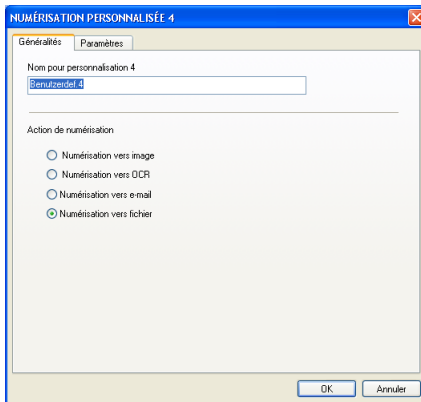 NUMÉRISATION PERSONNALISÉE 4
Généralités Paramètres
Nom pour personnalisation 4
Benutzerdef.4
Action de numérisation
Numérisation vers image
Numérisation vers OCR
Numérisation vers e-mail
Numérisation vers fichier
OK Annuler